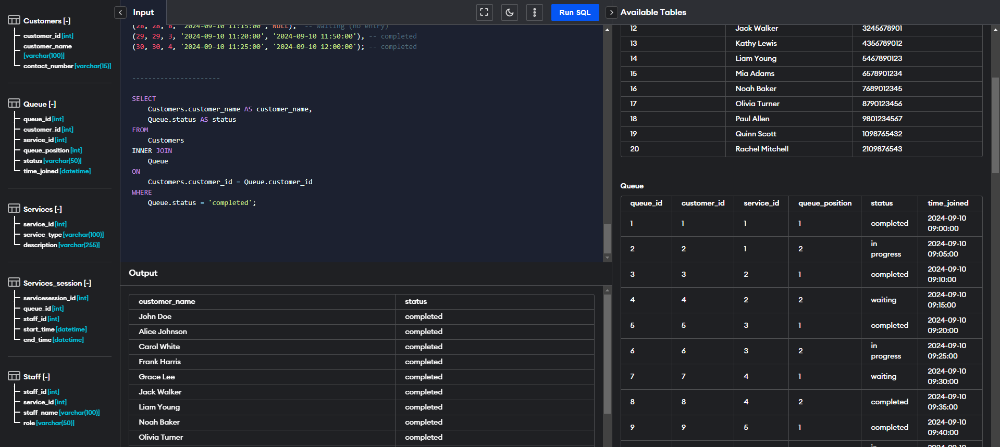 Customers [-]
customer_id [int]
customer_name
[varchar(100)]
contact_number [varchar(15)]
Queue [-]
queue_id [int]
customer_id [int]
service_id [int]
queue_position [int]
status [varchar(50)]
time_joined [datetime]
Services [-]
service_id [int]
service_type [varchar(100)]
description [varchar(255)]
Services_session [-]
servicesession_id [int]
queue_id [int]
staff_id [int]
start_time [datetime]
end_time [datetime]
Staff [-]
staff_id [int]
service_id [int]
staff_name [varchar(100)]
role [varchar(50)]
Input
Run SQL
(28, 28, 8, '2024-09-10 11:15:00', NULL), -- waiting (no entry)
(29, 29, 3, '2024-09-10 11:20:00', '2024-09-10 11:50:00'), -- completed
(30, 30, 4, '2024-09-10 11:25:00', '2024-09-10 12:00:00'); -- completed
----------------------
SELECT
Customers.customer_name AS customer_name,
Queue.status AS status
FROM
Customers
INNER JOIN
Queue
ON
Customers.customer_id = Queue.customer_id
WHERE
Queue.status = 'completed';
Output
customer_name status
John Doe completed
Alice Johnson completed
Carol White completed
Frank Harris completed
Grace Lee completed
Jack Walker completed
Liam Young completed
Noah Baker completed
Olivia Turner completed
Available Tables
12 Jack Walker 3245678901
13 Kathy Lewis 4356789012
14 Liam Young 5467890123
15 Mia Adams 6578901234
16 Noah Baker 7689012345
17 Olivia Turner 8790123456
18 Paul Allen 9801234567
19 Quinn Scott 1098765432
20 Rachel Mitchell 2109876543
Queue
queue_id customer_id service_id queue_position status time_joined
1 1 1 1 completed 2024-09-10 09:00:00
2 2 1 2 in progress 2024-09-10 09:05:00
3 3 2 1 completed 2024-09-10 09:10:00
4 4 2 2 waiting 2024-09-10 09:15:00
5 5 3 1 completed 2024-09-10 09:20:00
6 6 3 2 in progress 2024-09-10 09:25:00
7 7 4 1 waiting 2024-09-10 09:30:00
8 8 4 2 completed 2024-09-10 09:35:00
9 9 5 1 completed 2024-09-10 09:40:00